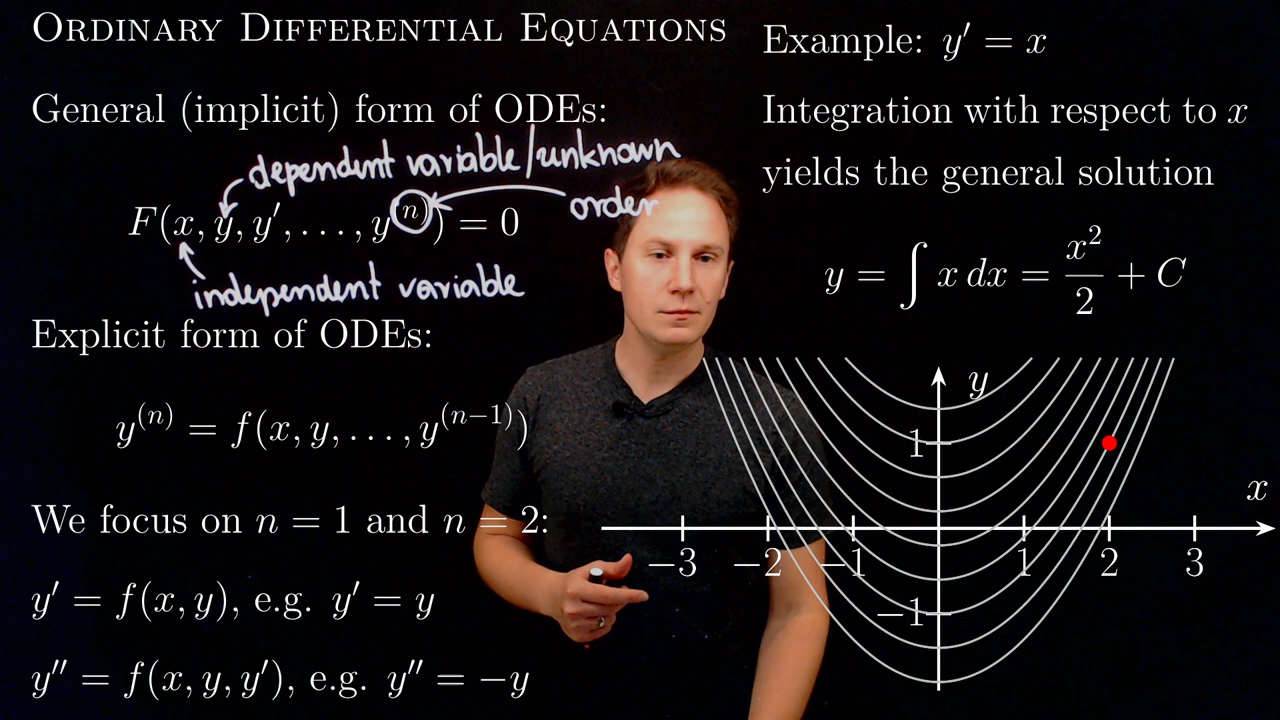 Ordinary Differential Equations
General (implicit) form of ODEs:
dependent variable/unknown
order
F(x, y, y′, . . . , y⁽ⁿ⁾) = 0
independent variable
Explicit form of ODEs:
y⁽ⁿ⁾ = f(x, y, . . . , y⁽ⁿ⁻¹⁾)
We focus on n = 1 and n = 2:
y′ = f(x, y), e.g. y′ = y
y′′ = f(x, y, y′), e.g. y′′ = −y
Example: y′ = x
Integration with respect to x
yields the general solution
y = ∫ x dx = x²/2 + C
y
1
x
−3 −2 −1 1 2 3
−1